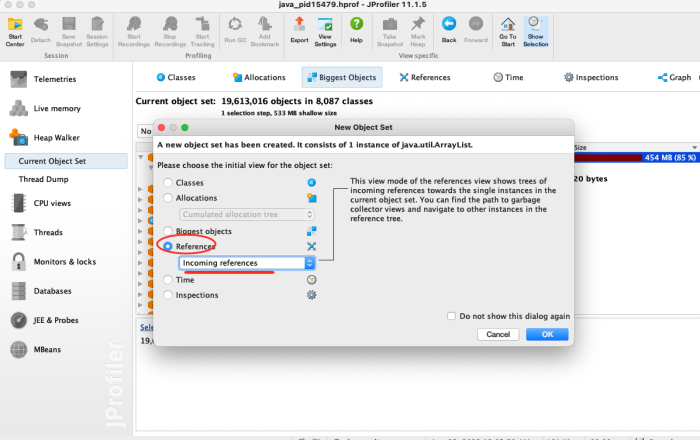 java_pid15479.hprof - JProfiler 11.1.5
Start Center
Detach
Save Snapshot
Session Settings
Start Recordings
Stop Recordings
Start Tracking
Run GC
Add Bookmark
Export
View Settings
Help
Take Snapshot
Mark Heap
Back
Forward
Go To Start
Show Selection
Session
Profiling
View specific
Telemetries
Live memory
Heap Walker
Current Object Set
Thread Dump
CPU views
Threads
Monitors & locks
Databases
JEE & Probes
MBeans
JProfiler
Classes
Allocations
Biggest Objects
References
Time
Inspections
Graph
Current object set: 19,613,016 objects in 8,087 classes
1 selection step, 533 MB shallow size
No
Size
454 MB (85 %)
20 bytes
New Object Set
A new object set has been created. It consists of 1 instance of java.util.ArrayList.
Please choose the initial view for the object set:
Classes
Allocations
Cumulated allocation tree
Biggest objects
References
Incoming references
Time
Inspections
This view mode of the references view shows trees of
incoming references towards the single instances in the
current object set. You can find the path to garbage
collector views and navigate to other instances in the
reference tree.
Do not show this dialog again
Cancel
OK
Sele
19,